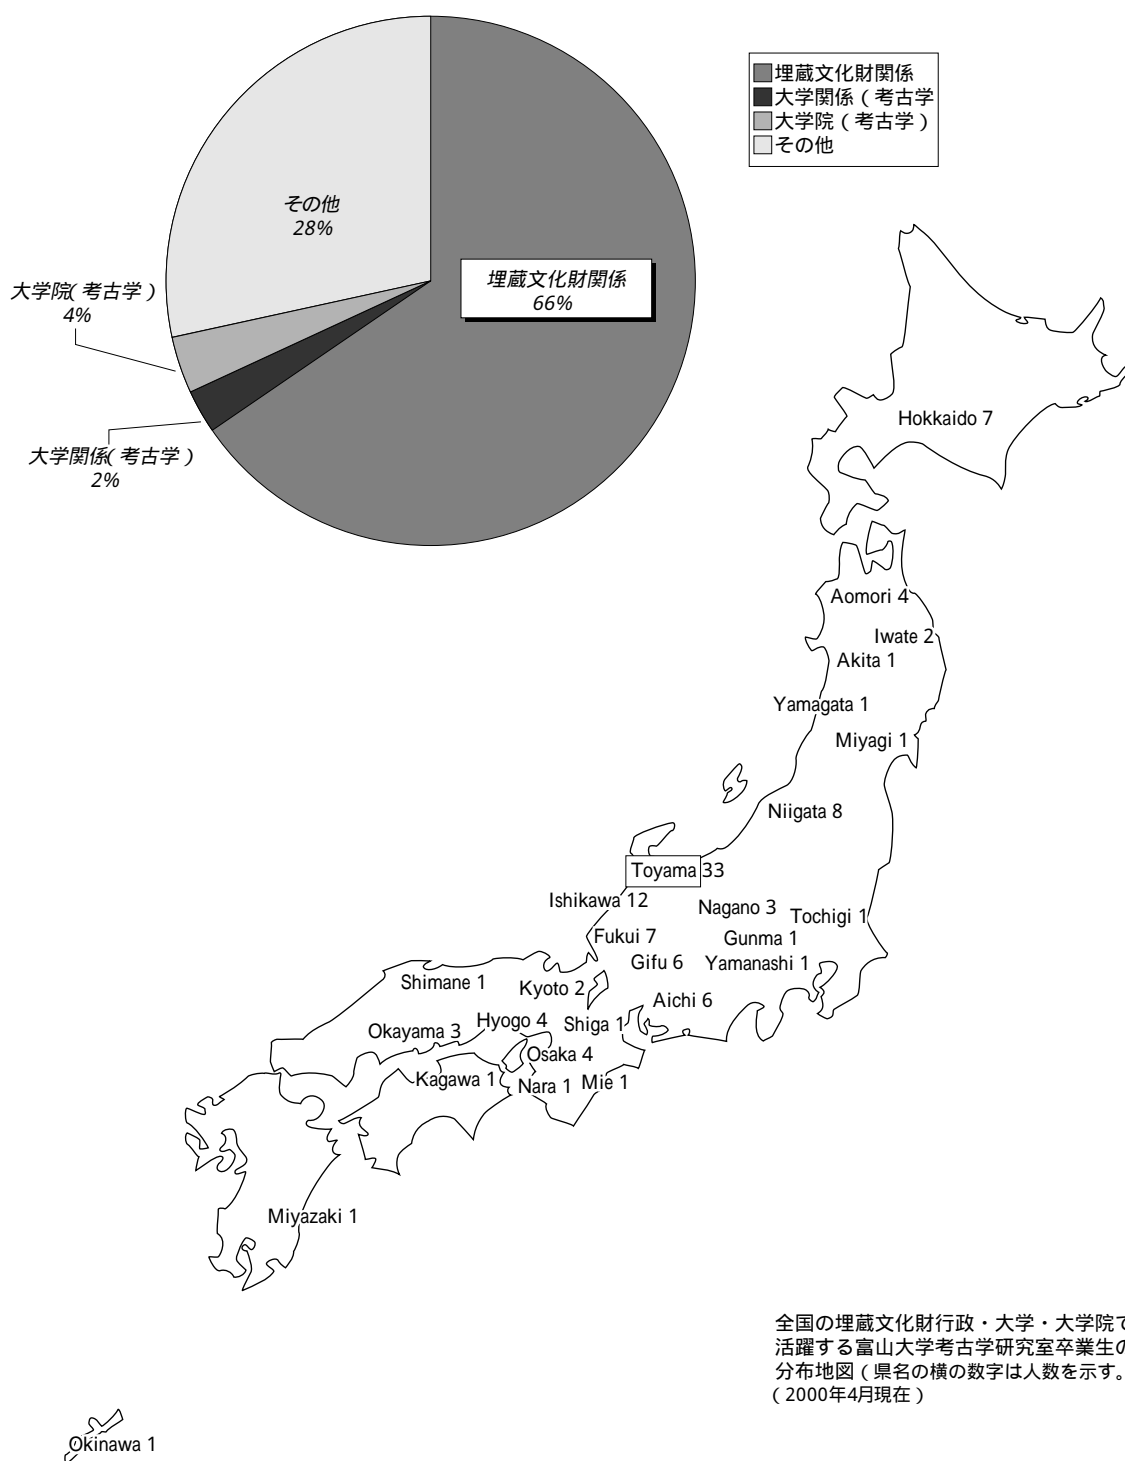 埋蔵文化財関係
大学関係（考古学
大学院（考古学）
その他
その他
28%
埋蔵文化財関係
66%
大学院（考古学）
4%
大学関係（考古学）
2%
Hokkaido 7
Aomori 4
Iwate 2
Akita 1
Yamagata 1
Miyagi 1
Niigata 8
Toyama 33
Ishikawa 12
Nagano 3
Tochigi 1
Fukui 7
Gunma 1
Gifu 6
Yamanashi 1
Shimane 1
Kyoto 2
Aichi 6
Hyogo 4
Shiga 1
Okayama 3
Osaka 4
Kagawa 1
Nara 1
Mie 1
Miyazaki 1
全国の埋蔵文化財行政・大学・大学院で
活躍する富山大学考古学研究室卒業生の
分布地図（県名の横の数字は人数を示す。
（2000年4月現在）
Okinawa 1